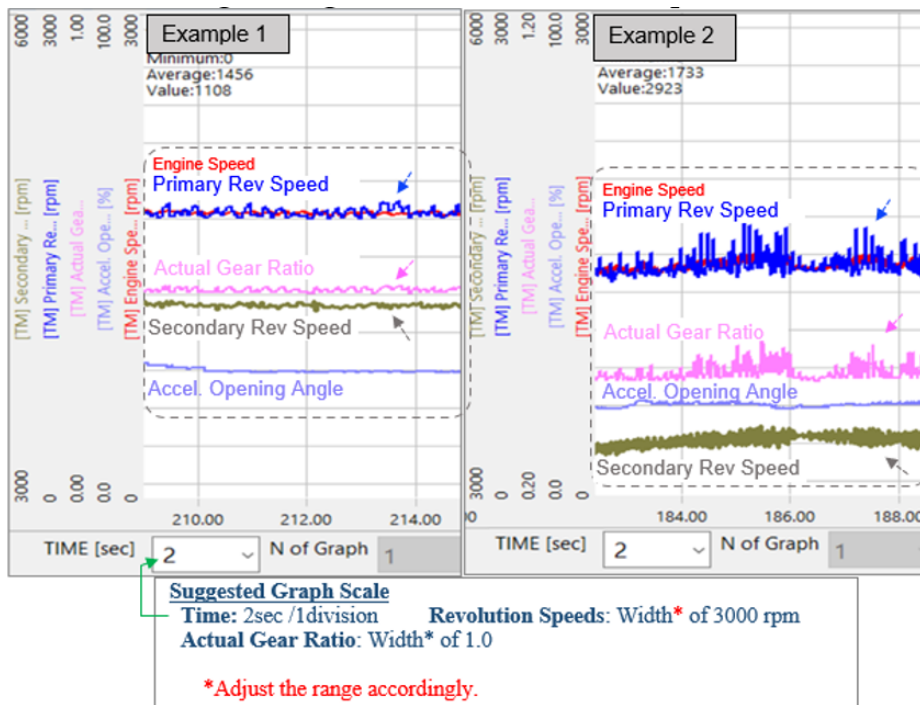 Example 1
6000
3000
1.00
100.0
3000
Minimum:0
Average:1456
Value:1108
Engine Speed
Primary Rev Speed
Actual Gear Ratio
Secondary Rev Speed
Accel. Opening Angle
[TM] Secondary ... [rpm]
[TM] Primary Re... [rpm]
[TM] Actual Gea...
[TM] Accel. Ope... [%]
[TM] Engine Spe... [rpm]
3000
0
0.00
0.0
0
210.00
212.00
214.00
TIME [sec]
2
N of Graph
1
Example 2
6000
3000
1.20
100.0
3000
Average:1733
Value:2923
Engine Speed
Primary Rev Speed
Actual Gear Ratio
Accel. Opening Angle
Secondary Rev Speed
[TM] Secondary ... [rpm]
[TM] Primary Re... [rpm]
[TM] Actual Gea...
[TM] Accel. Ope... [%]
[TM] Engine Spe... [rpm]
3000
0
0.20
0.0
0
184.00
186.00
188.0
TIME [sec]
2
N of Graph
1
Suggested Graph Scale
Time: 2sec /1division Revolution Speeds: Width* of 3000 rpm
Actual Gear Ratio: Width* of 1.0
*Adjust the range accordingly.